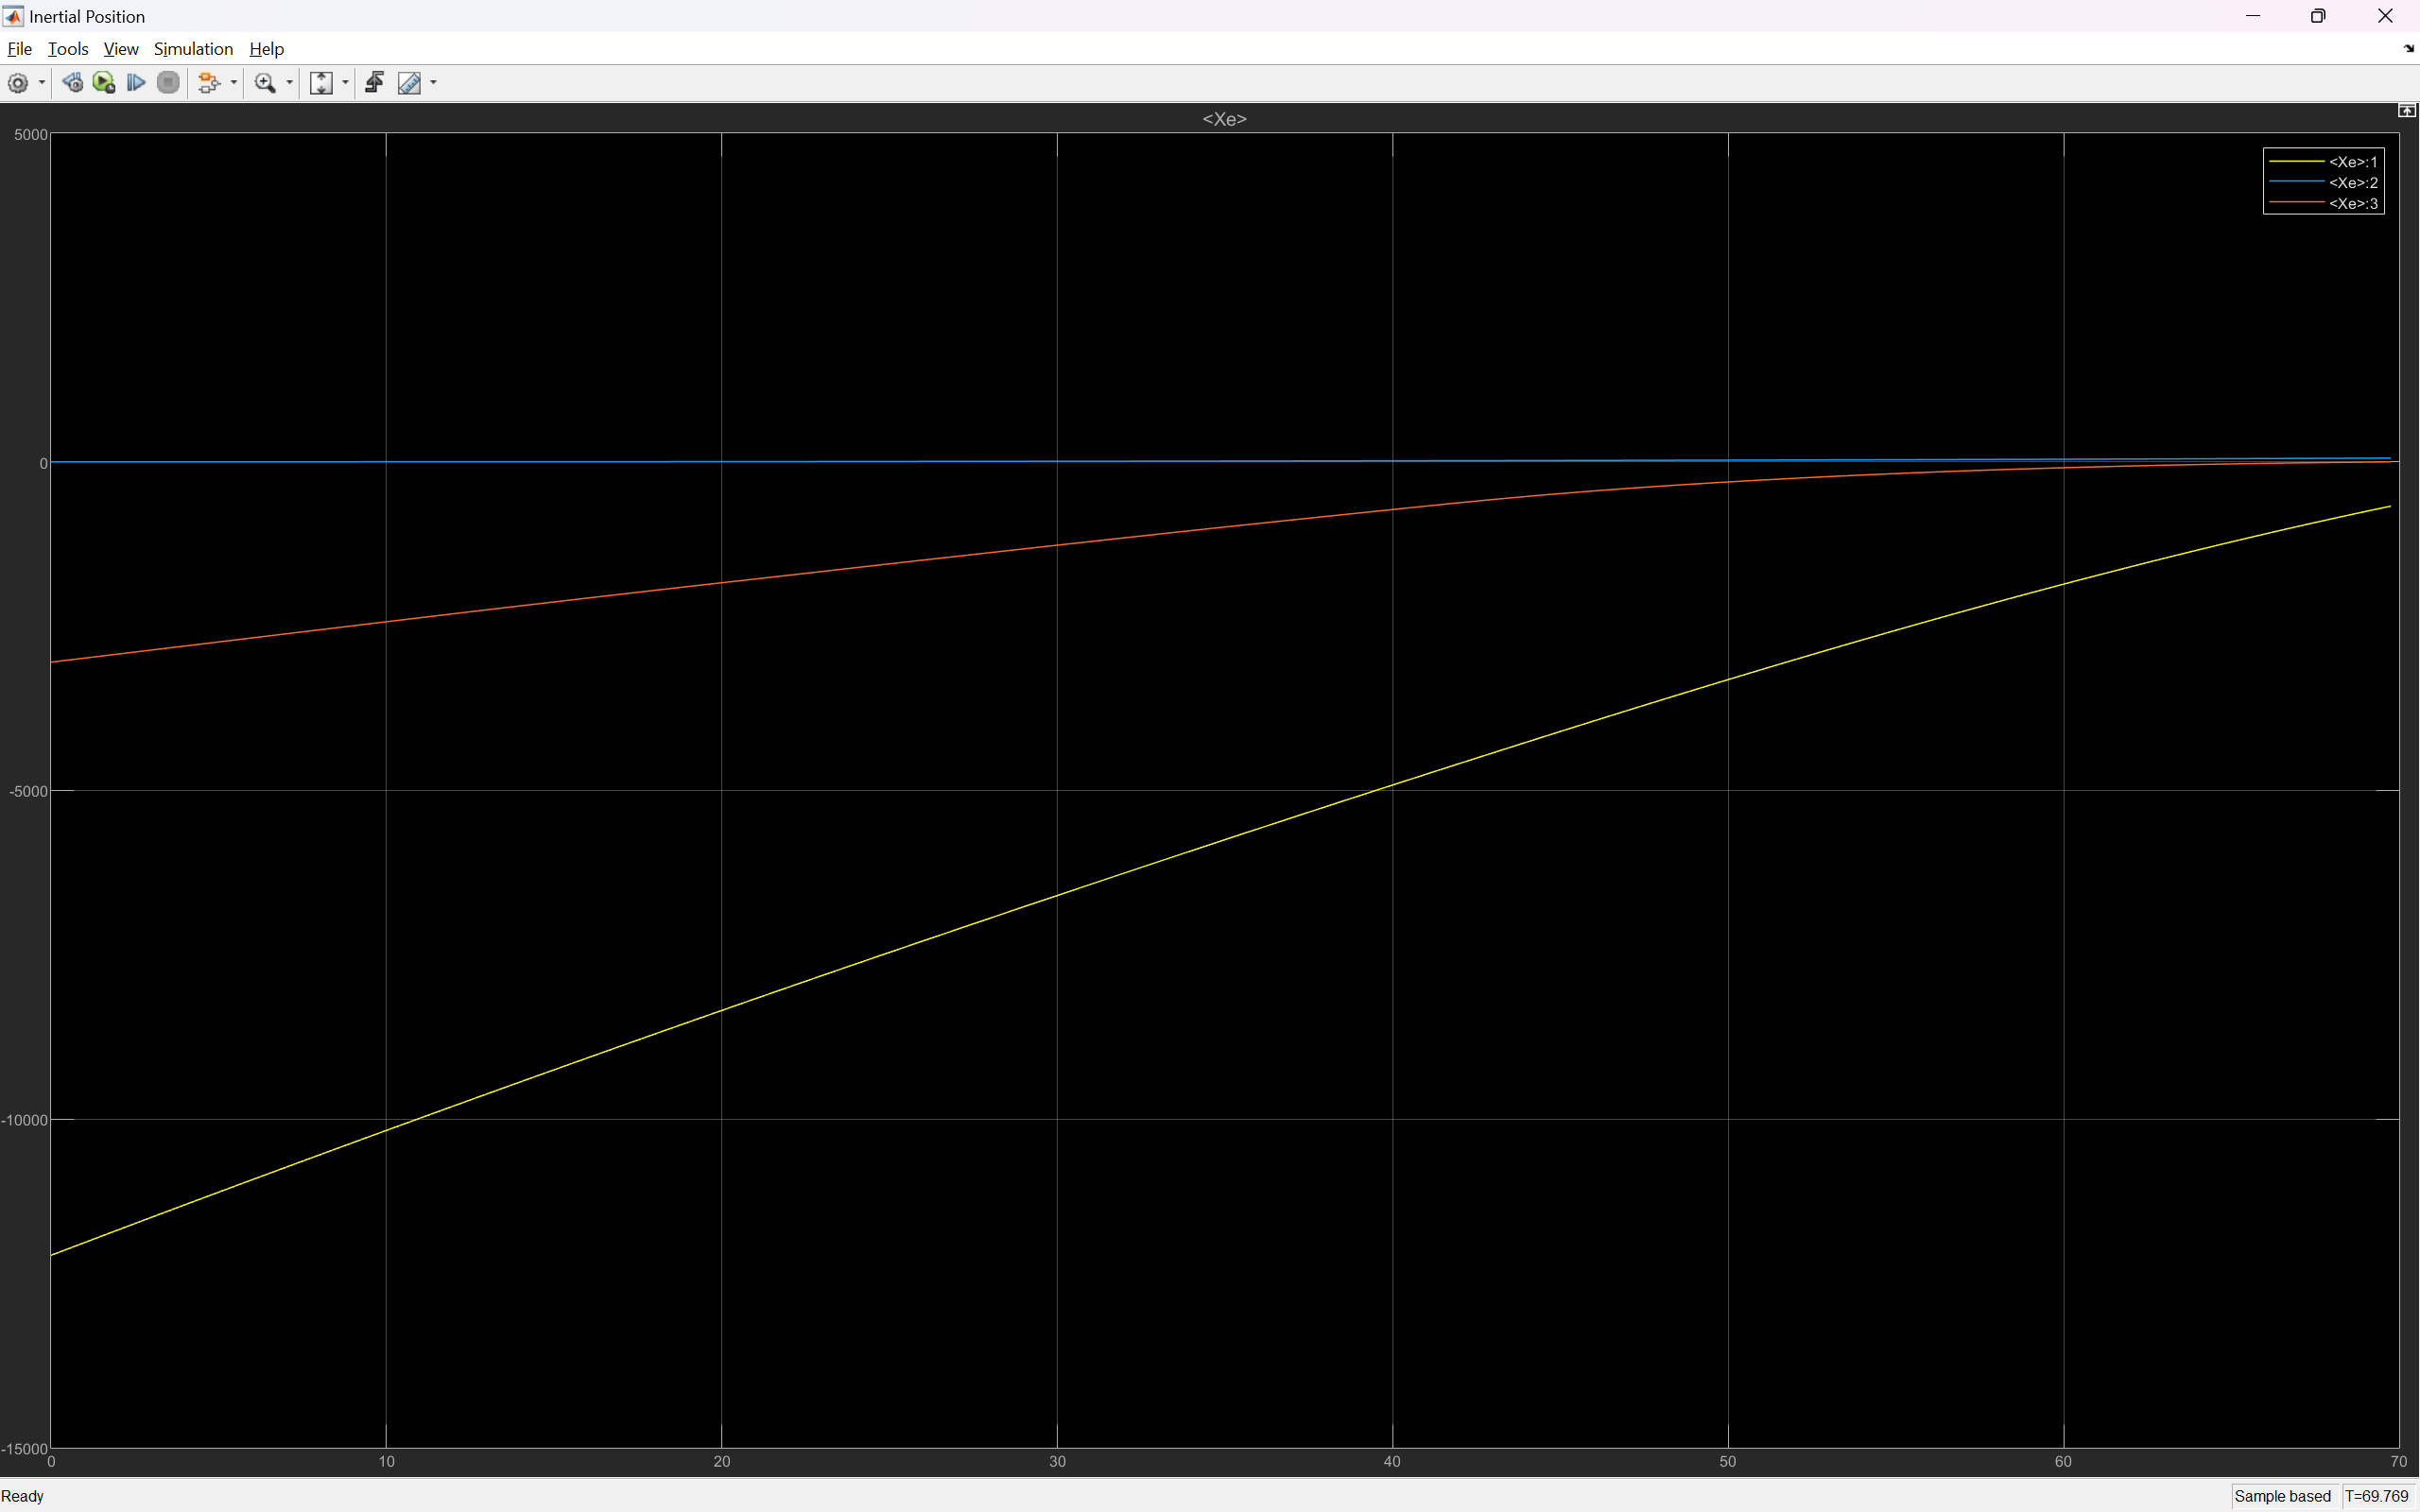 Inertial Position
File Tools View Simulation Help
<Xe>
5000
0
-5000
-10000
-15000
<Xe>:1
<Xe>:2
<Xe>:3
0 10 20 30 40 50 60 70
Ready Sample based T=69.769